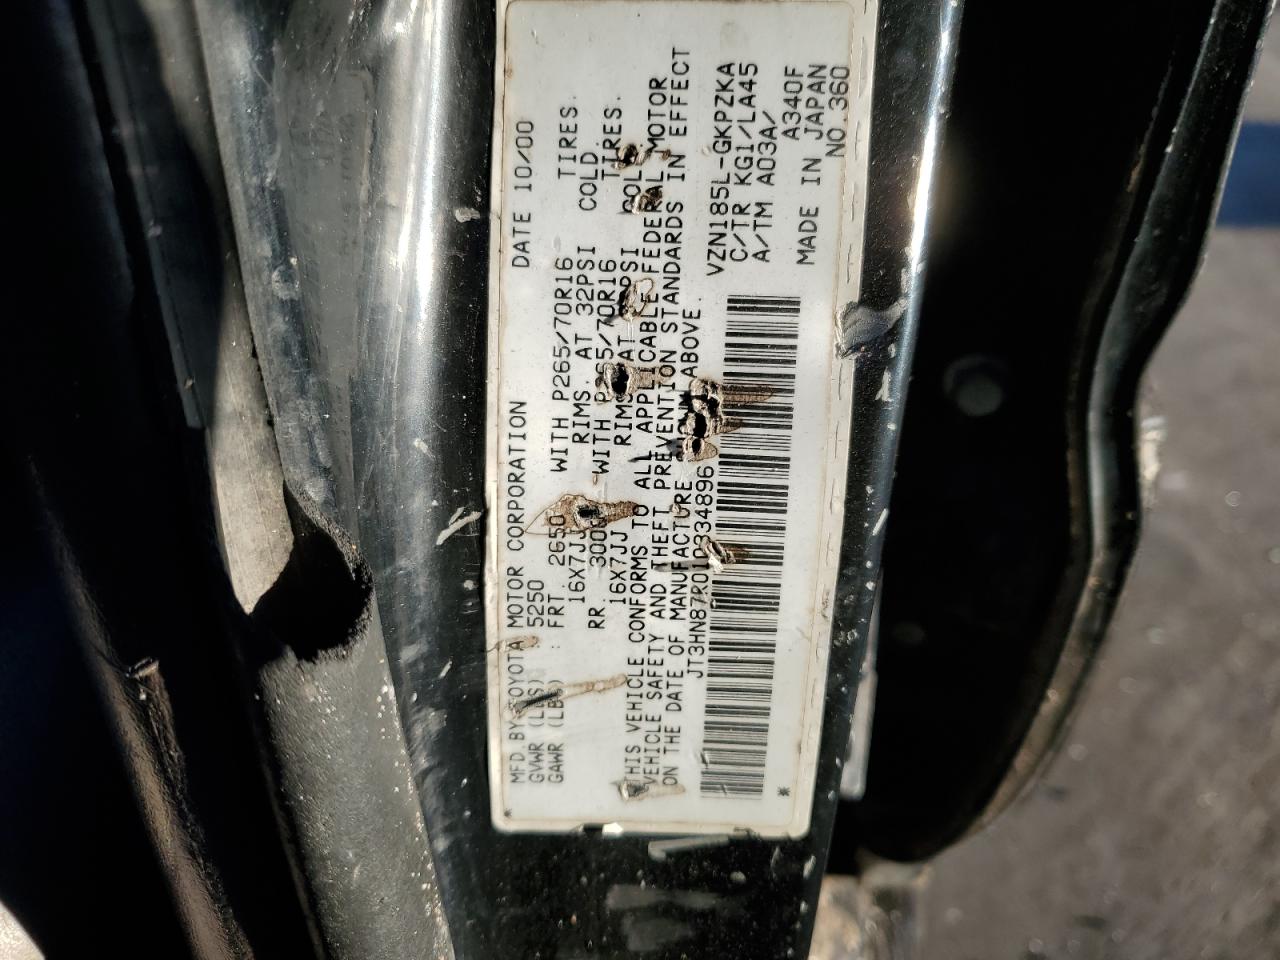 MFD. BY TOYOTA MOTOR CORPORATION DATE 10/00
GVWR (LBS) 5250
GAWR (LBS) FRT. 2650 WITH P265/70R16 TIRES.
16X7JJ RIMS. AT 32PSI COLD.
RR. 3000 WITH P265/70R16 TIRES.
16X7JJ RIMS AT PSI COLD
THIS VEHICLE CONFORMS TO ALL APPLICABLE FEDERAL MOTOR
VEHICLE SAFETY AND THEFT PREVENTION STANDARDS IN EFFECT
ON THE DATE OF MANUFACTURE SHOWN ABOVE.
JT3HN87R010334896
VZN185L-GKPZKA
C/TR KG1/LA45
A/TM A03A/
A340F
MADE IN JAPAN
NO. 360
* *